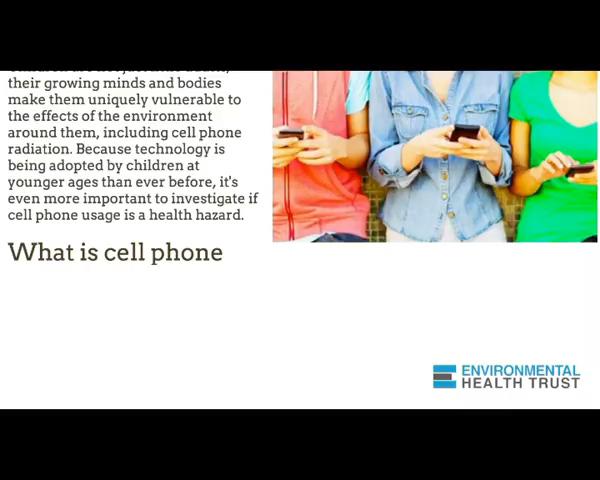 their growing minds and bodies
make them uniquely vulnerable to
the effects of the environment
around them, including cell phone
radiation. Because technology is
being adopted by children at
younger ages than ever before, it's
even more important to investigate if
cell phone usage is a health hazard.
What is cell phone
ENVIRONMENTAL
HEALTH TRUST